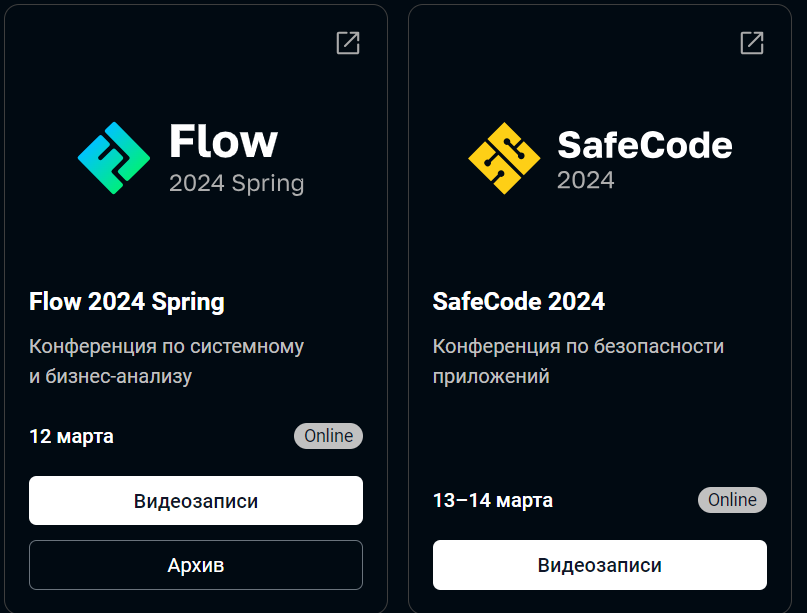 Flow
2024 Spring
Flow 2024 Spring
Конференция по системному
и бизнес-анализу
12 марта
Online
Видеозаписи
Архив
SafeCode
2024
SafeCode 2024
Конференция по безопасности
приложений
13–14 марта
Online
Видеозаписи